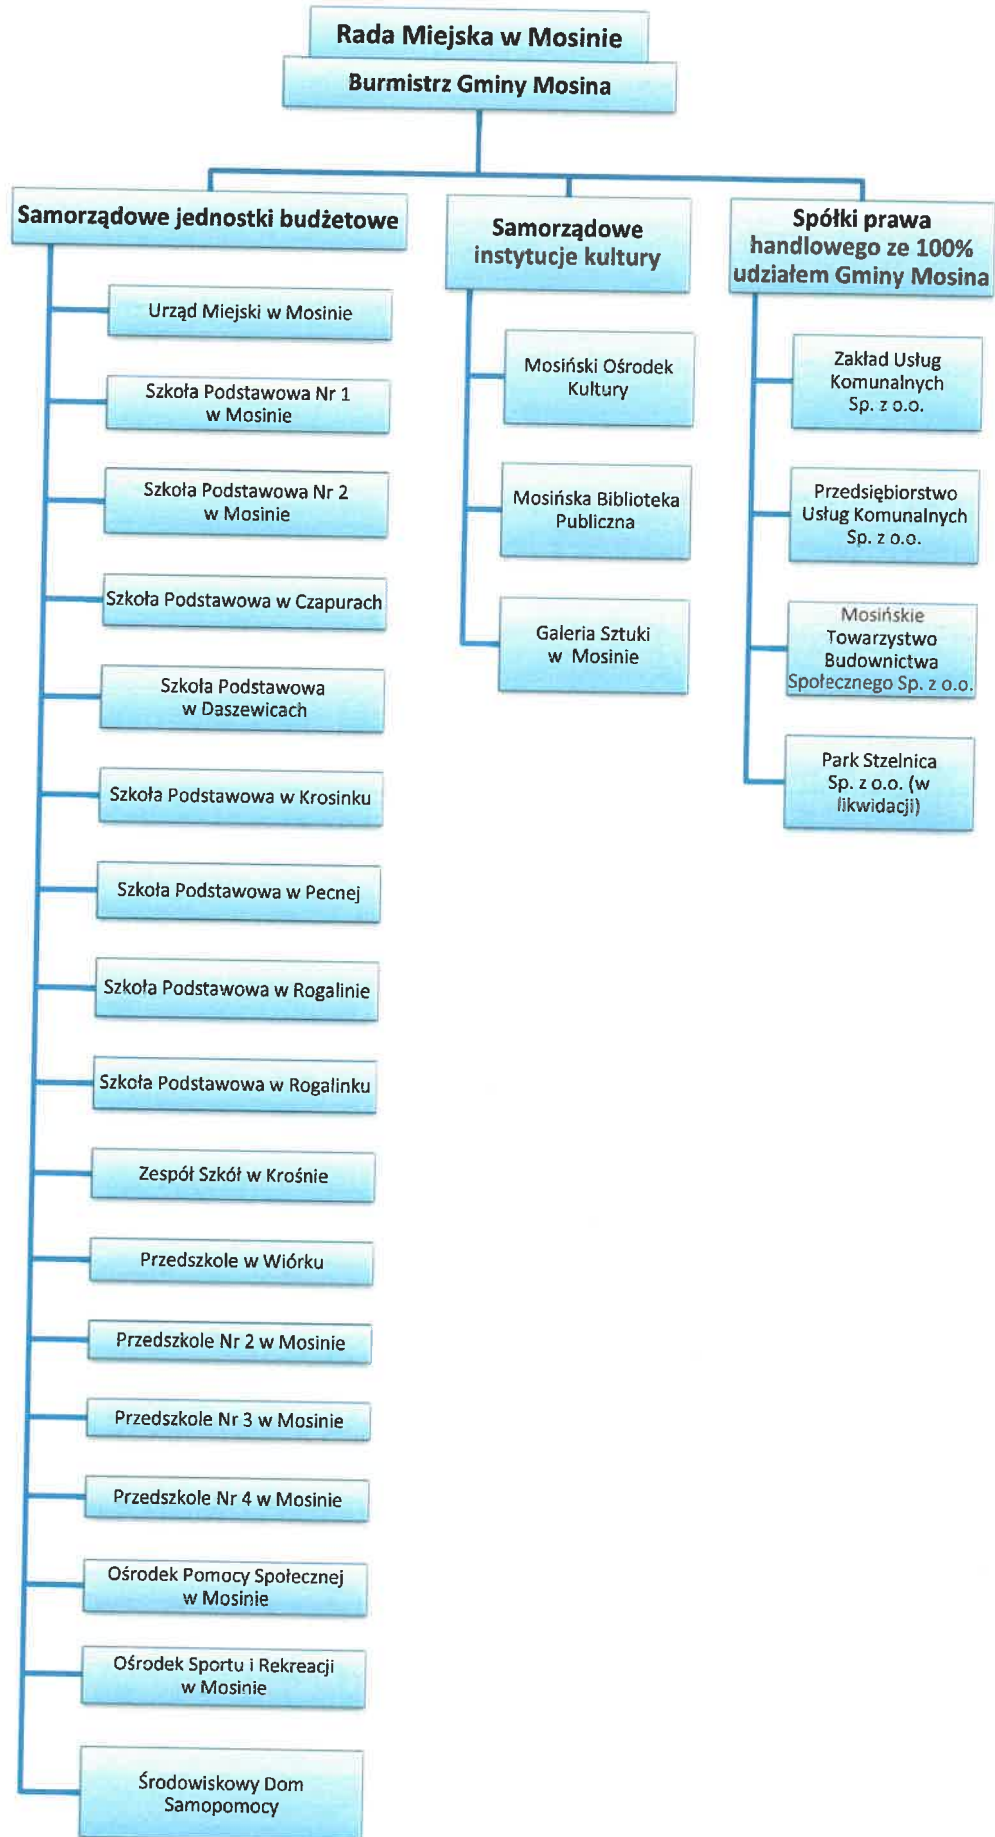 Rada Miejska w Mosinie
Burmistrz Gminy Mosina
Samorządowe jednostki budżetowe
Urząd Miejski w Mosinie
Szkoła Podstawowa Nr 1
w Mosinie
Szkoła Podstawowa Nr 2
w Mosinie
Szkoła Podstawowa w Czapurach
Szkoła Podstawowa
w Daszewicach
Szkoła Podstawowa w Krosinku
Szkoła Podstawowa w Pecnej
Szkoła Podstawowa w Rogalinie
Szkoła Podstawowa w Rogalinku
Zespół Szkół w Krośnie
Przedszkole w Wiórku
Przedszkole Nr 2 w Mosinie
Przedszkole Nr 3 w Mosinie
Przedszkole Nr 4 w Mosinie
Ośrodek Pomocy Społecznej
w Mosinie
Ośrodek Sportu i Rekreacji
w Mosinie
Środowiskowy Dom
Samopomocy
Samorządowe
instytucje kultury
Mosiński Ośrodek
Kultury
Mosińska Biblioteka
Publiczna
Galeria Sztuki
w Mosinie
Spółki prawa
handlowego ze 100%
udziałem Gminy Mosina
Zakład Usług
Komunalnych
Sp. z o.o.
Przedsiębiorstwo
Usług Komunalnych
Sp. z o.o.
Mosińskie
Towarzystwo
Budownictwa
Społecznego Sp. z o.o.
Park Stzelnica
Sp. z o.o. (w
likwidacji)